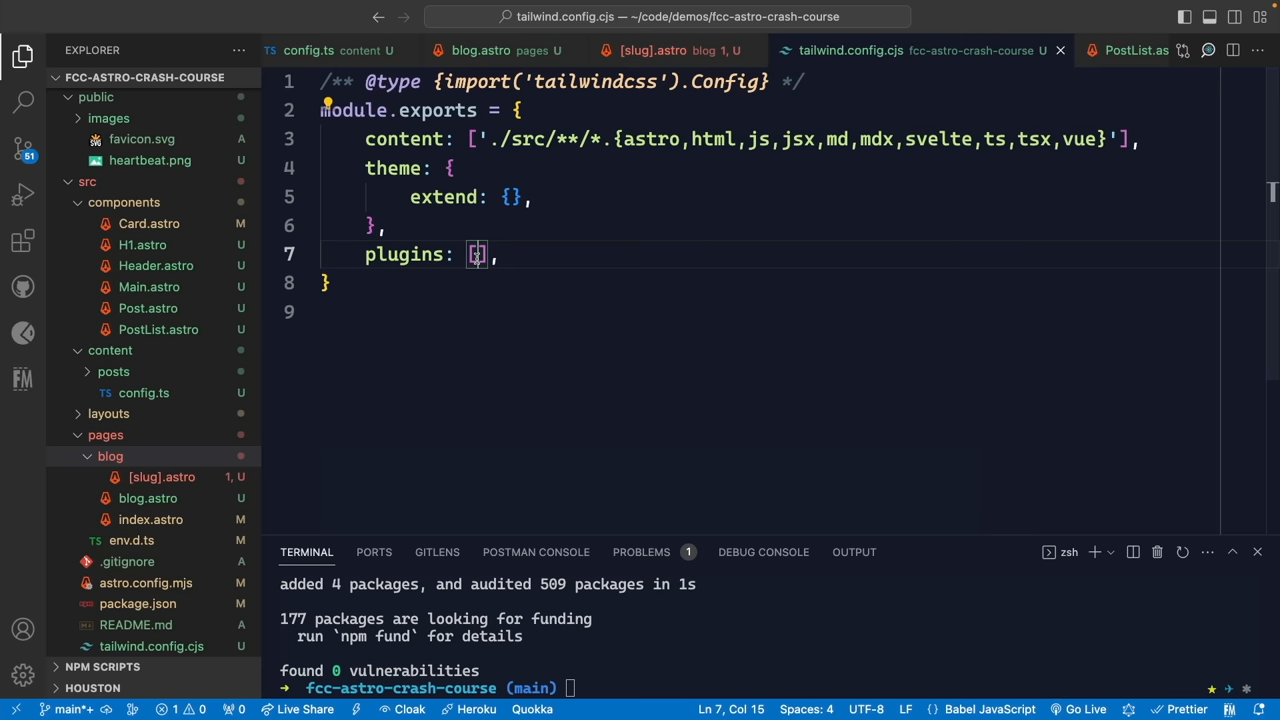 tailwind.config.cjs — ~/code/demos/fcc-astro-crash-course
EXPLORER
config.ts content U
blog.astro pages U
[slug].astro blog 1, U
tailwind.config.cjs fcc-astro-crash-course U
PostList.as
FCC-ASTRO-CRASH-COURSE
public
images
favicon.svg A
heartbeat.png A
src
components
Card.astro M
H1.astro U
Header.astro U
Main.astro U
Post.astro U
PostList.astro U
content
posts
config.ts U
layouts
pages
blog
[slug].astro 1, U
blog.astro U
index.astro M
env.d.ts M
.gitignore A
astro.config.mjs M
package.json M
README.md A
tailwind.config.cjs U
NPM SCRIPTS
HOUSTON
51
FM
1 /** @type {import('tailwindcss').Config} */
2 module.exports = {
3 content: ['./src/**/*.{astro,html,js,jsx,md,mdx,svelte,ts,tsx,vue}'],
4 theme: {
5 extend: {},
6 },
7 plugins: [],
8 }
9
TERMINAL PORTS GITLENS POSTMAN CONSOLE PROBLEMS 1 DEBUG CONSOLE OUTPUT
zsh
added 4 packages, and audited 509 packages in 1s
177 packages are looking for funding
run `npm fund` for details
found 0 vulnerabilities
→ fcc-astro-crash-course (main)
main*+ 1 0 0 Live Share Cloak Heroku Quokka Ln 7, Col 15 Spaces: 4 UTF-8 LF {} Babel JavaScript Go Live Prettier